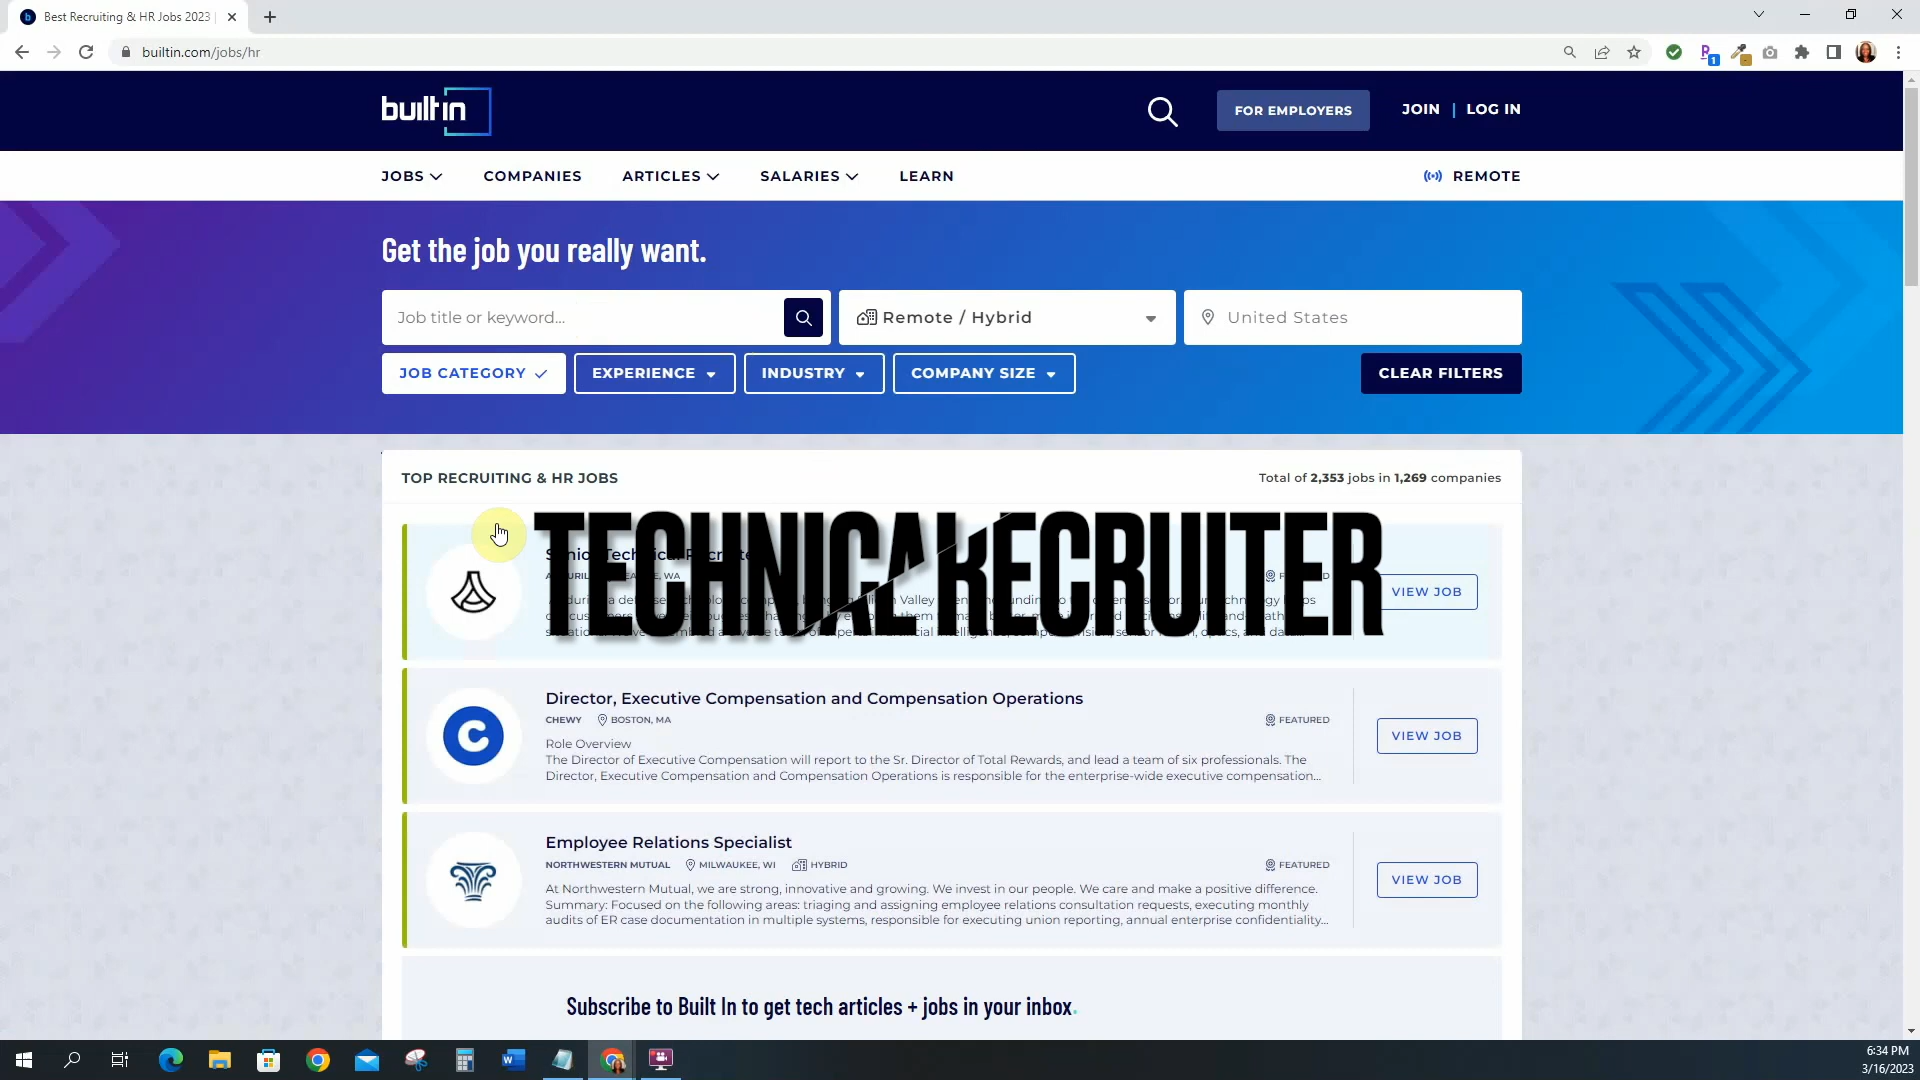 Best Recruiting & HR Jobs 2023
builtin.com/jobs/hr
1
builtin
FOR EMPLOYERS
JOIN | LOG IN
JOBS
COMPANIES
ARTICLES
SALARIES
LEARN
REMOTE
Get the job you really want.
Job title or keyword...
Remote / Hybrid
United States
JOB CATEGORY
EXPERIENCE
INDUSTRY
COMPANY SIZE
CLEAR FILTERS
TOP RECRUITING & HR JOBS
Total of 2,353 jobs in 1,269 companies
TECHNICAL RECRUITER
VIEW JOB
Director, Executive Compensation and Compensation Operations
CHEWY BOSTON, MA
FEATURED
Role Overview
The Director of Executive Compensation will report to the Sr. Director of Total Rewards, and lead a team of six professionals. The
Director, Executive Compensation and Compensation Operations is responsible for the enterprise-wide executive compensation...
VIEW JOB
Employee Relations Specialist
NORTHWESTERN MUTUAL MILWAUKEE, WI HYBRID
FEATURED
At Northwestern Mutual, we are strong, innovative and growing. We invest in our people. We care and make a positive difference.
Summary: Focused on the following areas: triaging and assigning employee relations consultation requests, executing monthly
audits of ER case documentation in multiple systems, responsible for executing union reporting, annual enterprise confidentiality...
VIEW JOB
Subscribe to Built In to get tech articles + jobs in your inbox.
6:34 PM
3/16/2023